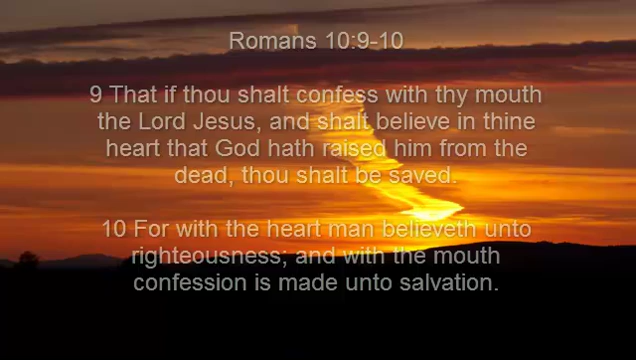 Romans 10:9-10
9 That if thou shalt confess with thy mouth
the Lord Jesus, and shalt believe in thine
heart that God hath raised him from the
dead, thou shalt be saved.
10 For with the heart man believeth unto
righteousness; and with the mouth
confession is made unto salvation.